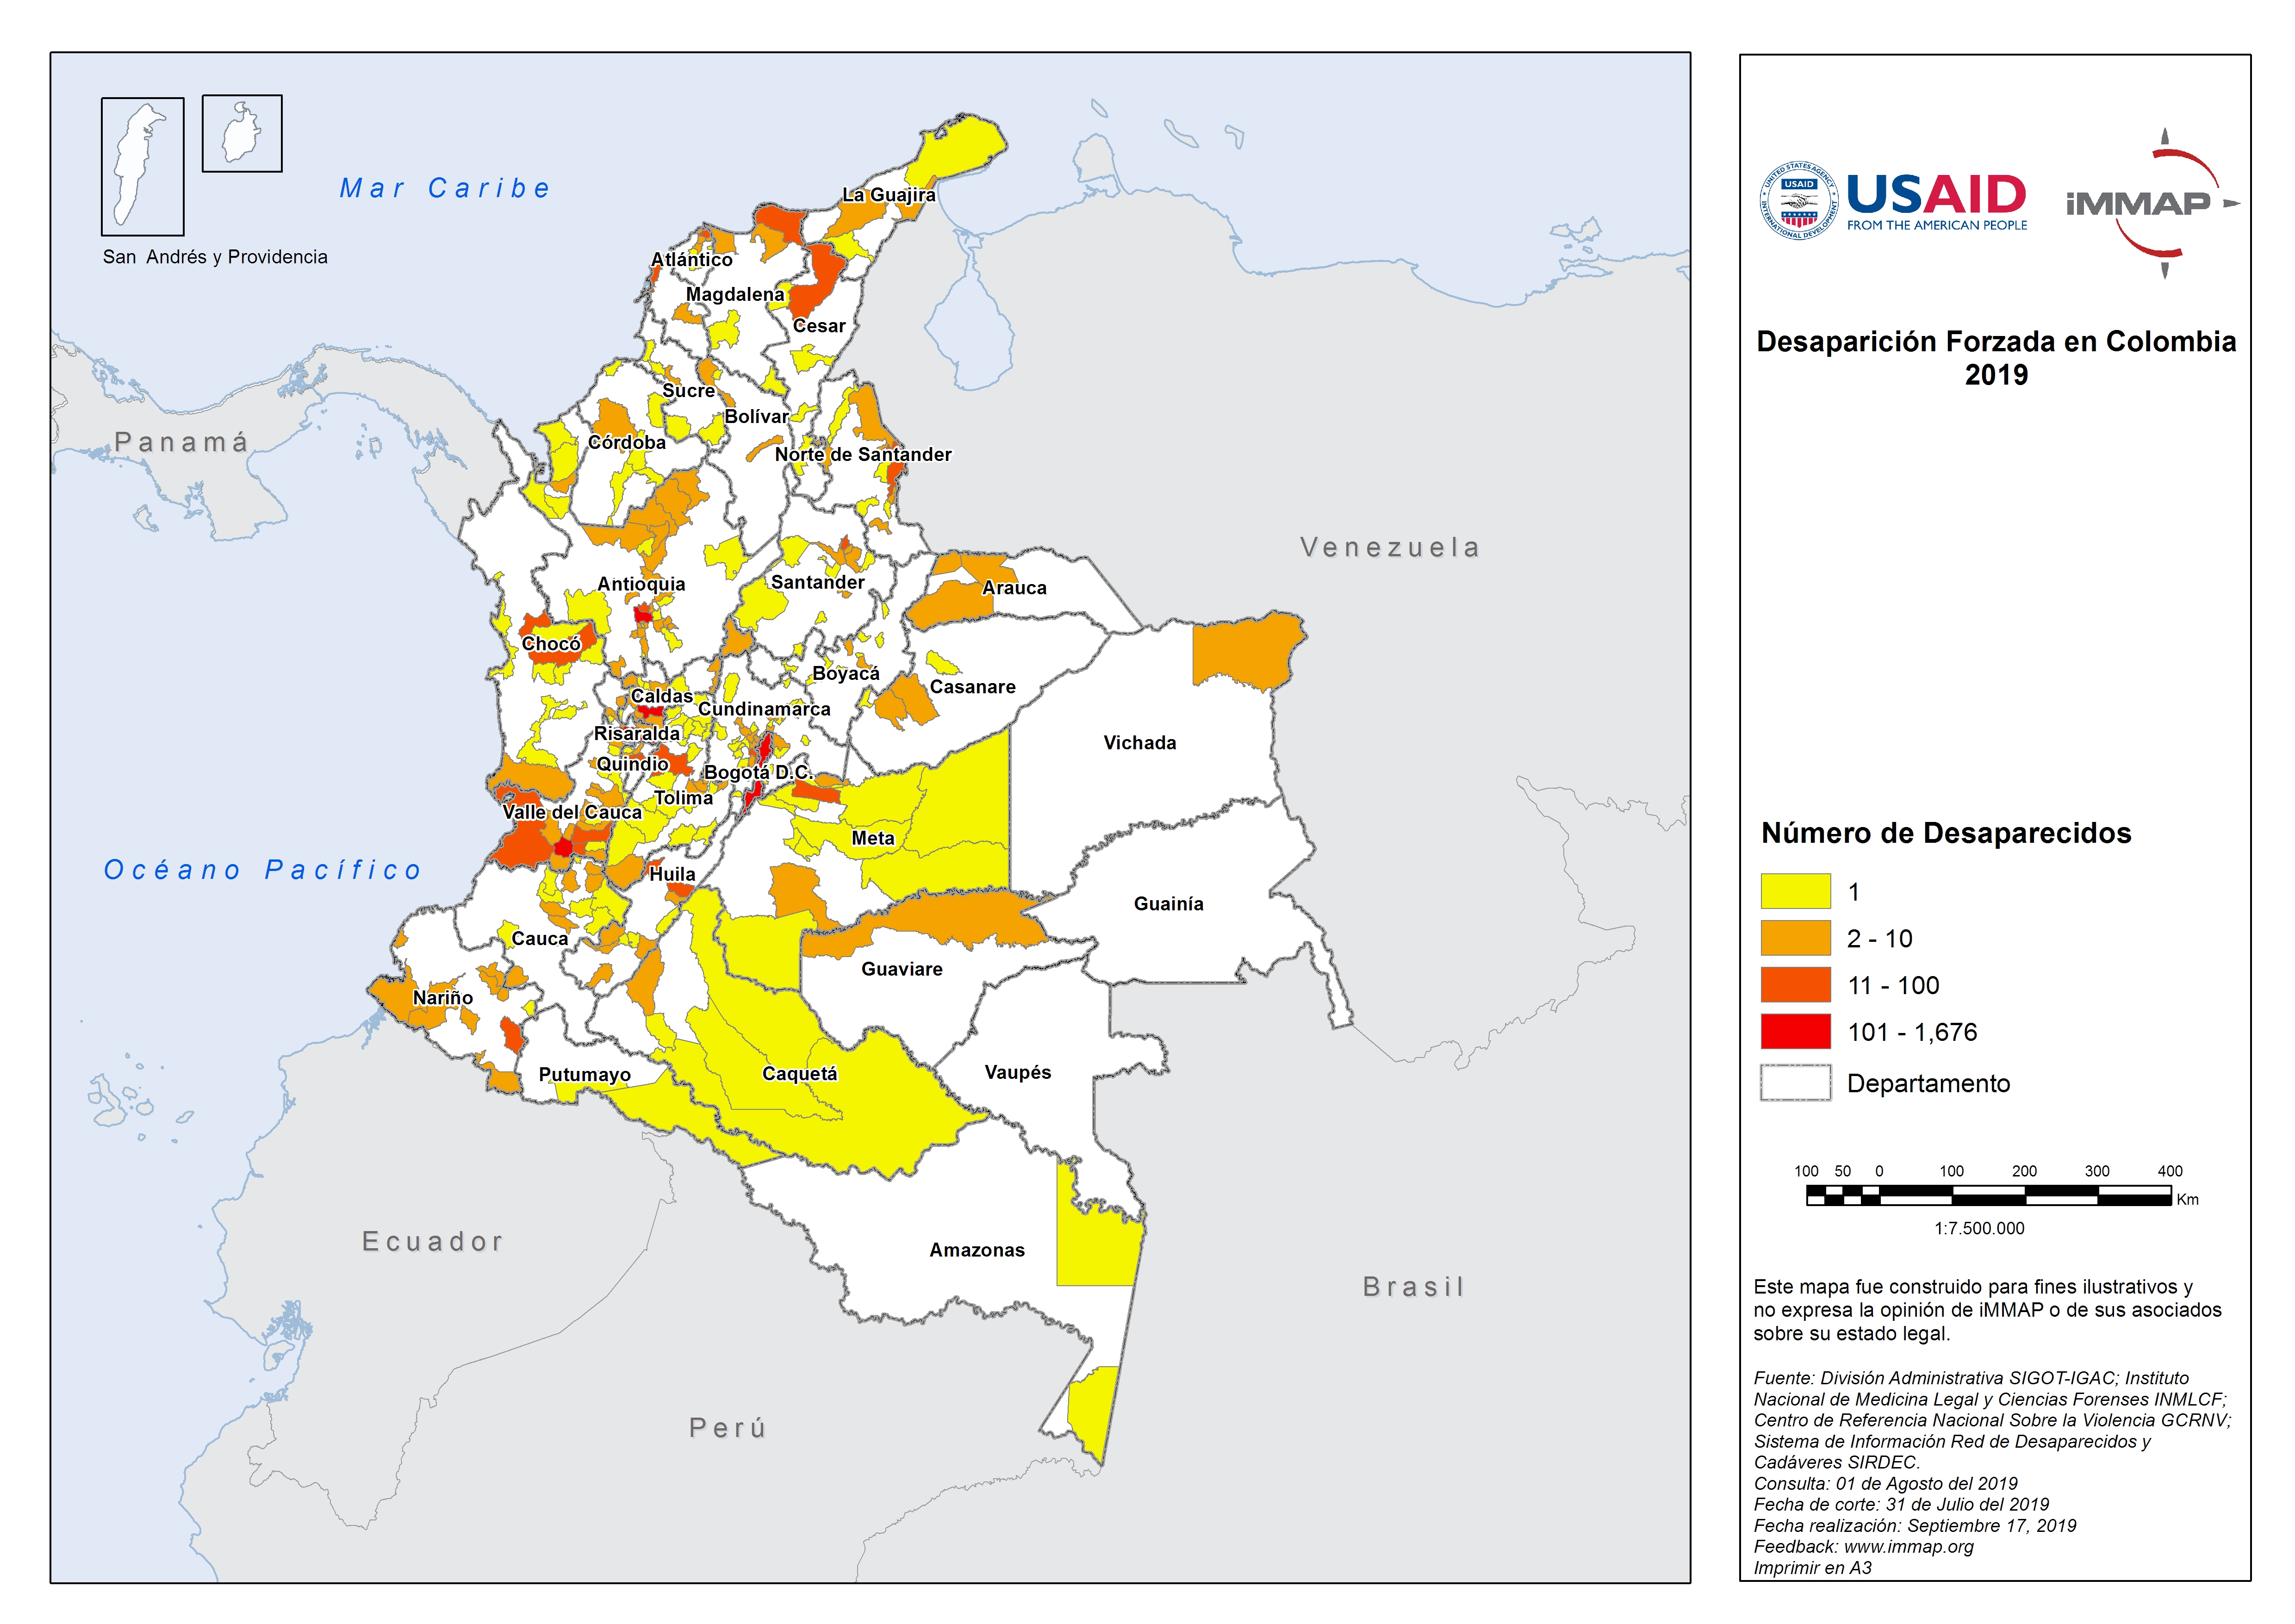 San Andrés y Providencia
Mar Caribe
La Guajira
Atlántico
Magdalena
Cesar
Sucre
Bolívar
Córdoba
Norte de Santander
Panamá
Venezuela
Antioquia
Santander
Arauca
Chocó
Boyacá
Casanare
Caldas
Cundinamarca
Risaralda
Vichada
Quindio
Bogotá D.C.
Tolima
Valle del Cauca
Meta
Océano Pacífico
Huila
Guainía
Cauca
Guaviare
Nariño
Putumayo
Caquetá
Vaupés
Ecuador
Amazonas
Brasil
Perú
UNITED STATES AGENCY
USAID
INTERNATIONAL DEVELOPMENT
USAID
FROM THE AMERICAN PEOPLE
iMMAP
Desaparición Forzada en Colombia
2019
Número de Desaparecidos
1
2 - 10
11 - 100
101 - 1,676
Departamento
100 50 0 100 200 300 400
Km
1:7.500.000
Este mapa fue construido para fines ilustrativos y
no expresa la opinión de iMMAP o de sus asociados
sobre su estado legal.
Fuente: División Administrativa SIGOT-IGAC; Instituto
Nacional de Medicina Legal y Ciencias Forenses INMLCF;
Centro de Referencia Nacional Sobre la Violencia GCRNV;
Sistema de Información Red de Desaparecidos y
Cadáveres SIRDEC.
Consulta: 01 de Agosto del 2019
Fecha de corte: 31 de Julio del 2019
Fecha realización: Septiembre 17, 2019
Feedback: www.immap.org
Imprimir en A3